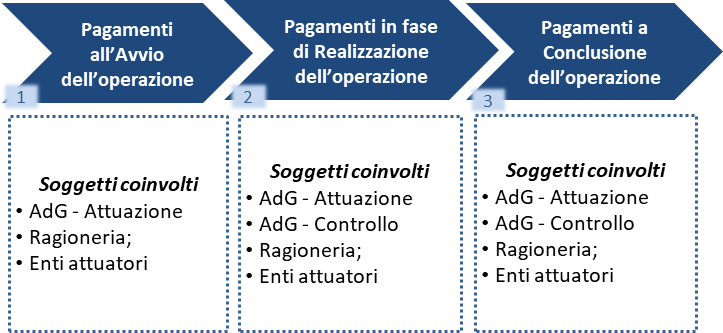 Pagamenti
all'Avvio
dell'operazione
1
Pagamenti in fase
di Realizzazione
dell'operazione
2
Pagamenti a
Conclusione
dell'operazione
3
Soggetti coinvolti
• AdG - Attuazione
• Ragioneria;
• Enti attuatori
Soggetti coinvolti
• AdG - Attuazione
• AdG - Controllo
• Ragioneria;
• Enti attuatori
Soggetti coinvolti
• AdG - Attuazione
• AdG - Controllo
• Ragioneria;
• Enti attuatori